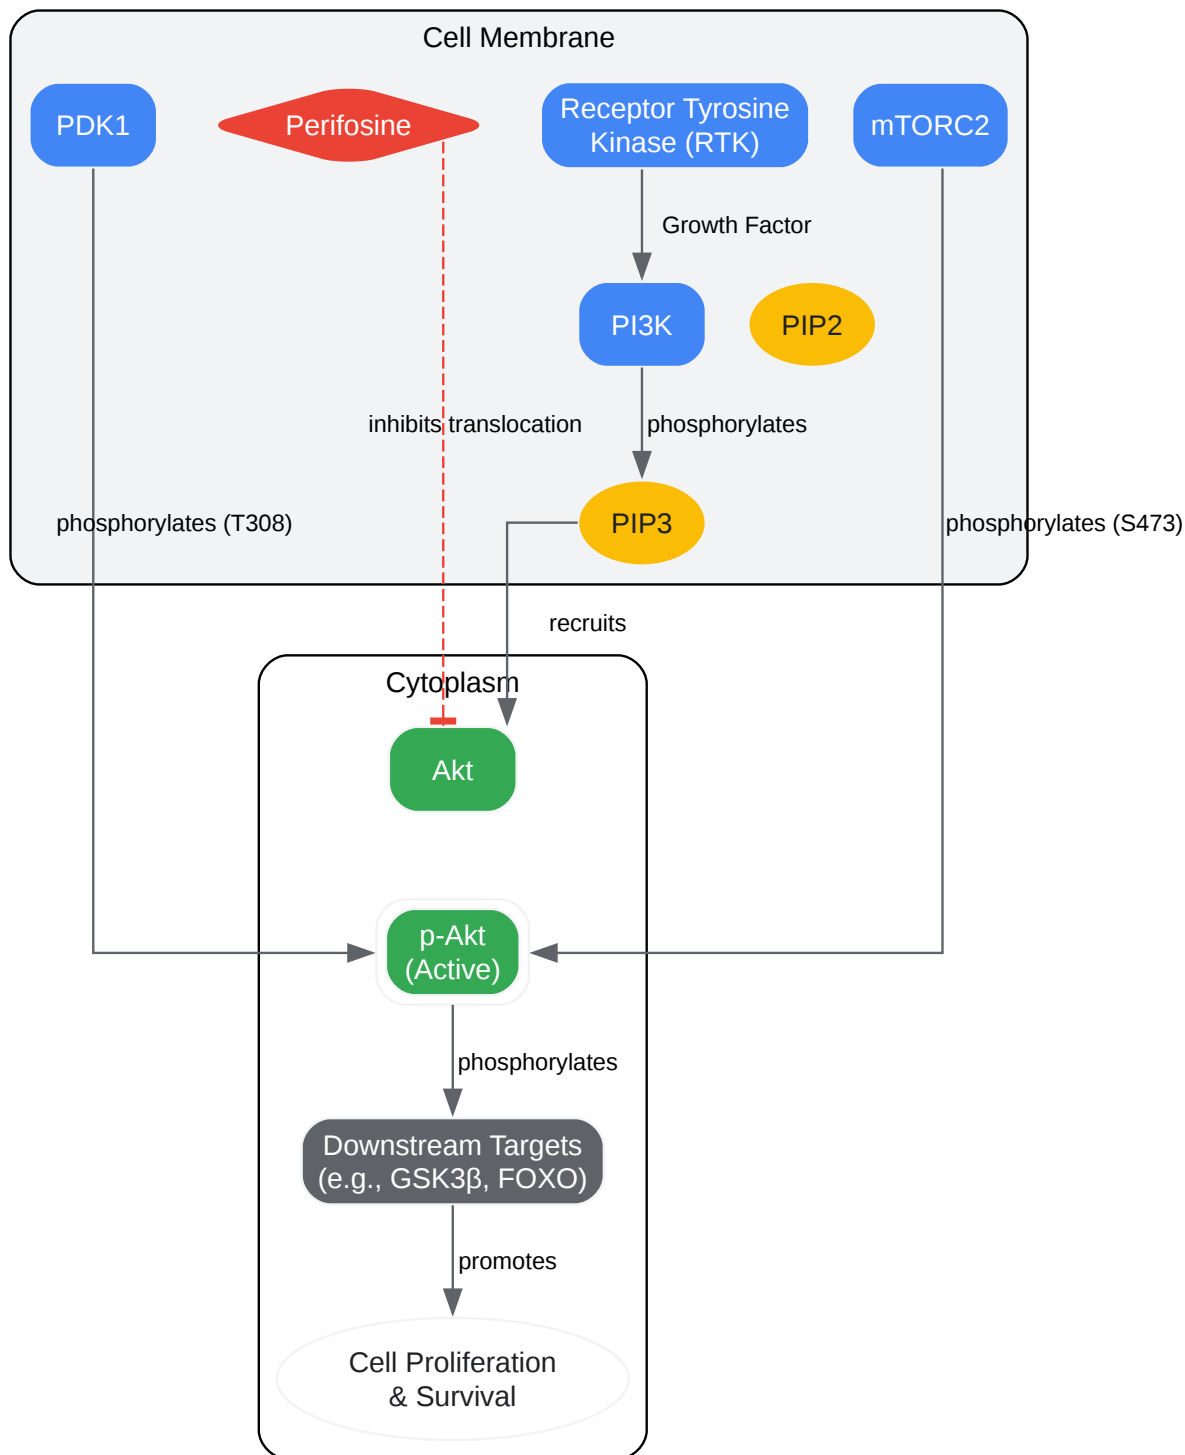 Cell Membrane
PDK1
Perifosine
Receptor Tyrosine
Kinase (RTK)
mTORC2
Growth Factor
PI3K
PIP2
inhibits translocation
phosphorylates
phosphorylates (T308)
PIP3
phosphorylates (S473)
recruits
Cytoplasm
Akt
p-Akt
(Active)
phosphorylates
Downstream Targets
(e.g., GSK3β, FOXO)
promotes
Cell Proliferation
& Survival